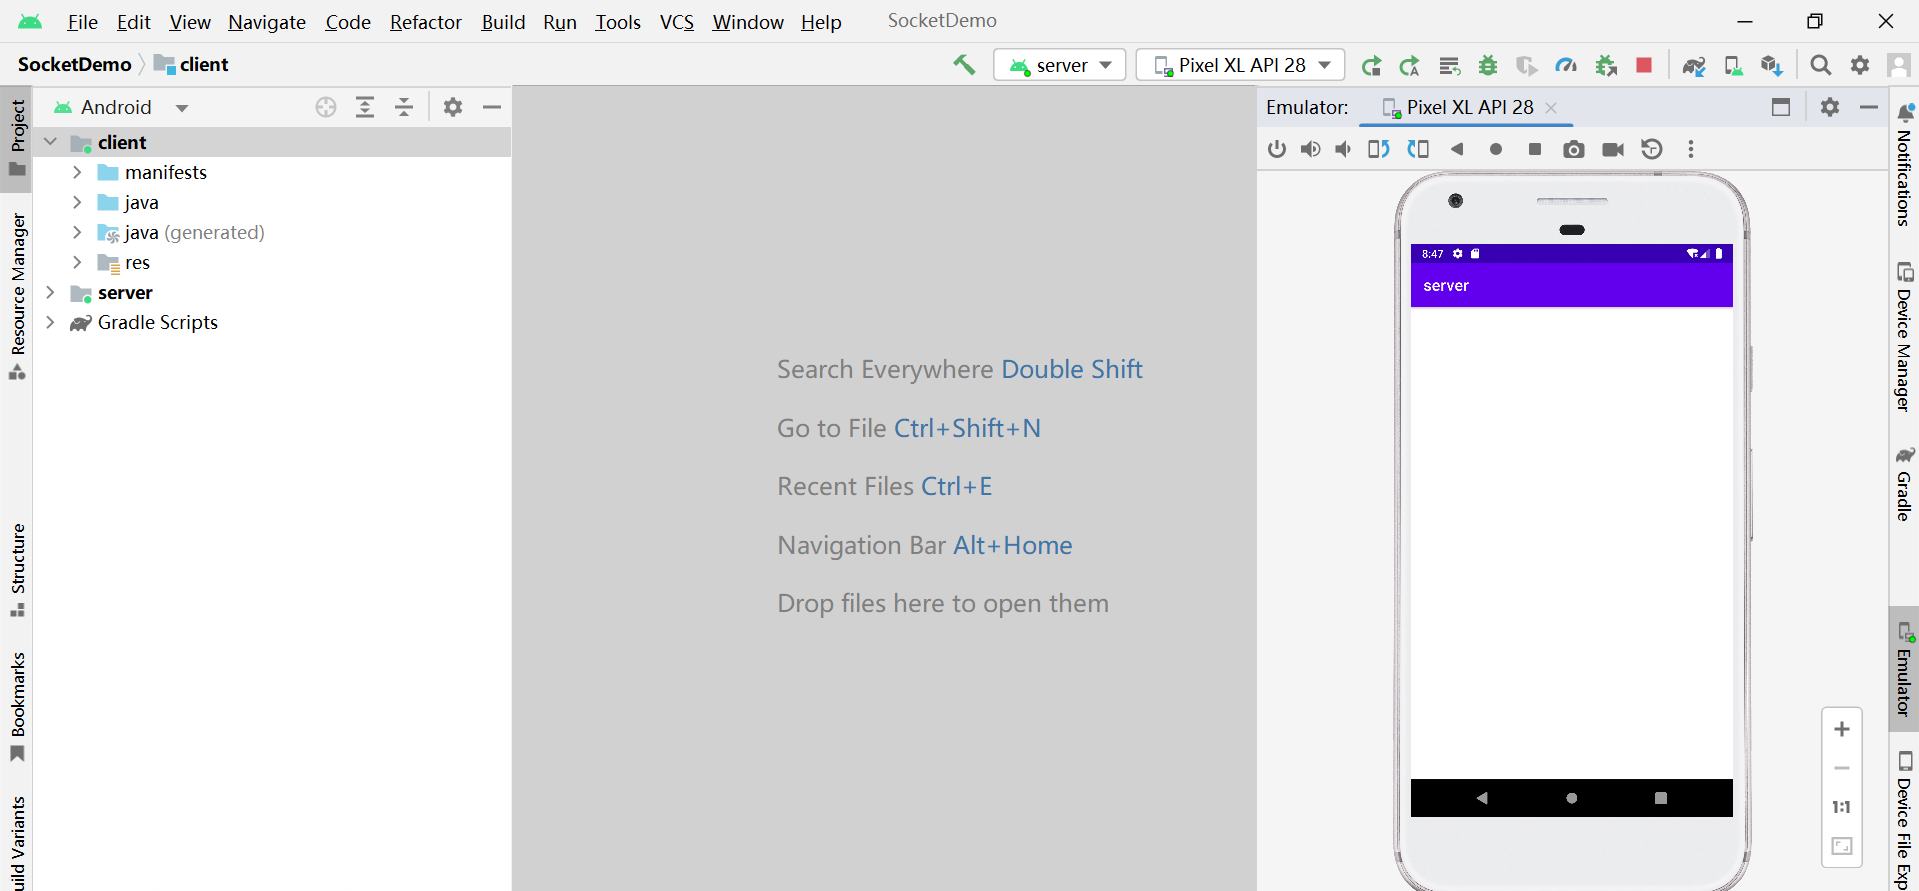 File Edit View Navigate Code Refactor Build Run Tools VCS Window Help SocketDemo
SocketDemo client server Pixel XL API 28
Project
Resource Manager
Structure
Bookmarks
uild Variants
Android
client
manifests
java
java (generated)
res
server
Gradle Scripts
Search Everywhere Double Shift
Go to File Ctrl+Shift+N
Recent Files Ctrl+E
Navigation Bar Alt+Home
Drop files here to open them
Emulator: Pixel XL API 28
8:47
server
1:1
Notifications
Device Manager
Gradle
Emulator
Device File Exp